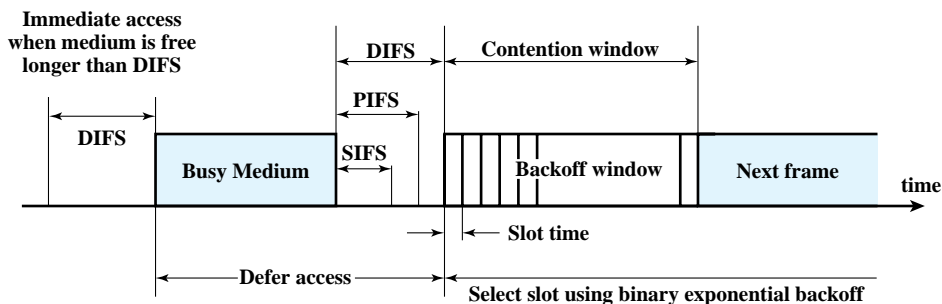 Immediate access
when medium is free
longer than DIFS
DIFS
Contention window
PIFS
DIFS
SIFS
Busy Medium
Backoff window
Next frame
time
Slot time
Defer access
Select slot using binary exponential backoff